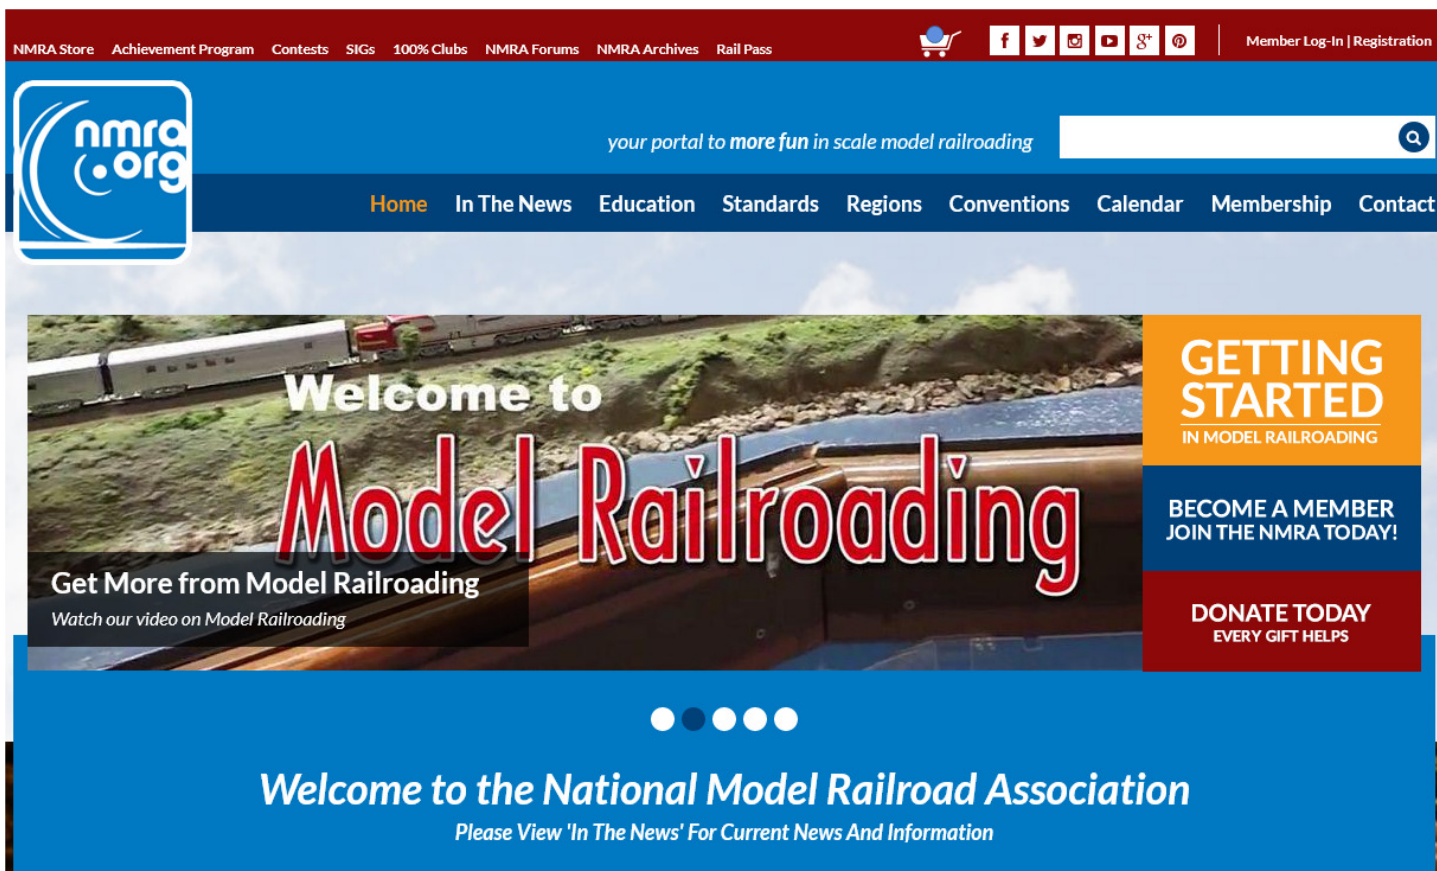 NMRA Store Achievement Program Contests SIGs 100% Clubs NMRA Forums NMRA Archives Rail Pass Member Log-In | Registration
nmra
.org
your portal to more fun in scale model railroading
Home In The News Education Standards Regions Conventions Calendar Membership Contact
Welcome to
Model Railroading
Get More from Model Railroading
Watch our video on Model Railroading
GETTING
STARTED
IN MODEL RAILROADING
BECOME A MEMBER
JOIN THE NMRA TODAY!
DONATE TODAY
EVERY GIFT HELPS
Welcome to the National Model Railroad Association
Please View 'In The News' For Current News And Information